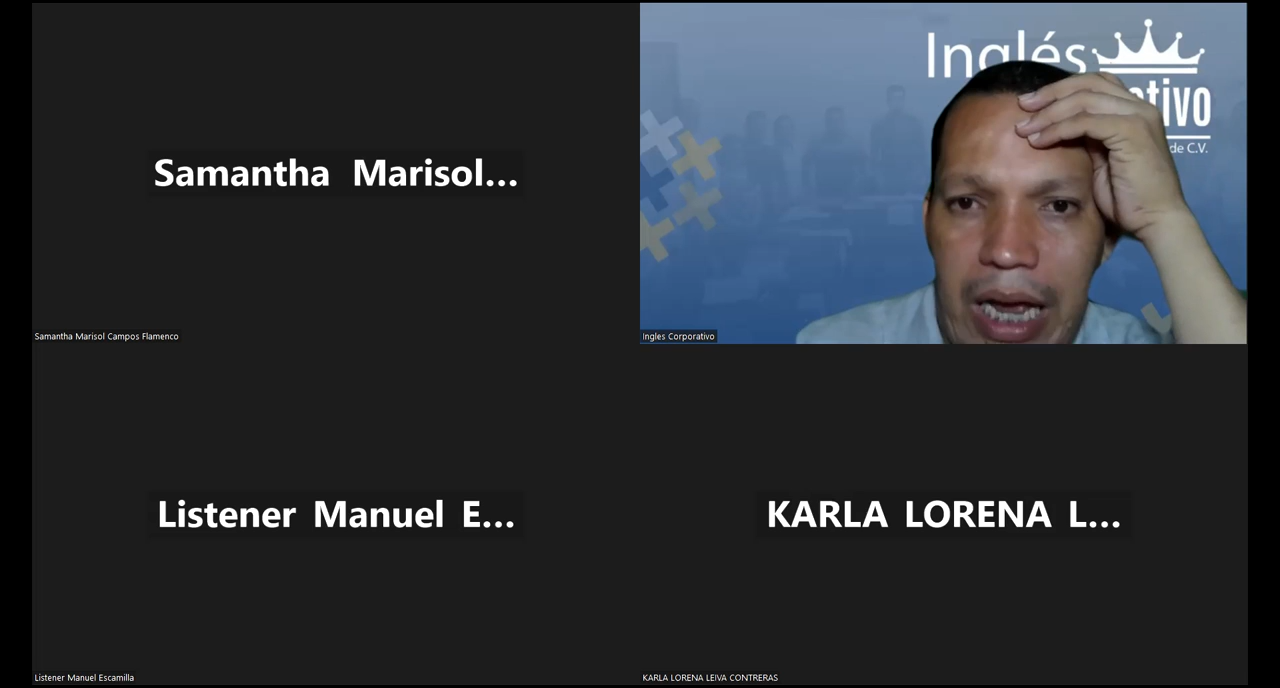 Samantha Marisol...
Samantha Marisol Campos Flamenco
Inglés
ativo
de C.V.
Ingles Corporativo
Listener Manuel E...
Listener Manuel Escamilla
KARLA LORENA L...
KARLA LORENA LEIVA CONTRERAS